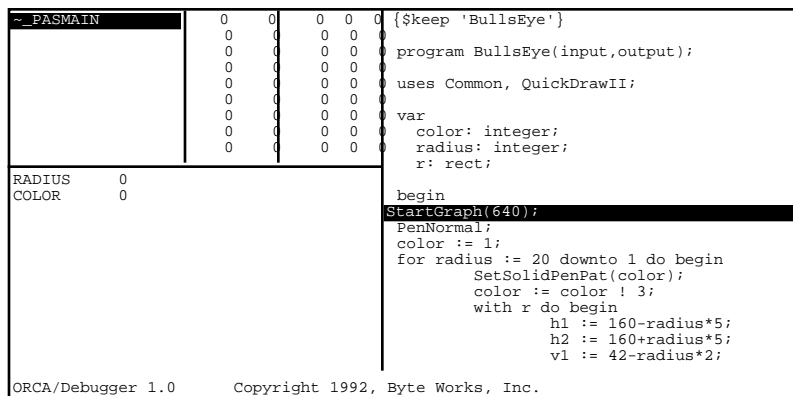 ~_PASMAIN
0 0 0 0 0
0 0 0 0 0
0 0 0 0 0
0 0 0 0 0
0 0 0 0 0
0 0 0 0 0
0 0 0 0 0
0 0 0 0 0
0 0 0 0 0
RADIUS 0
COLOR 0
{$keep 'BullsEye'}
program BullsEye(input,output);
uses Common, QuickDrawII;
var
color: integer;
radius: integer;
r: rect;
begin
StartGraph(640);
PenNormal;
color := 1;
for radius := 20 downto 1 do begin
SetSolidPenPat(color);
color := color ! 3;
with r do begin
h1 := 160-radius*5;
h2 := 160+radius*5;
v1 := 42-radius*2;
ORCA/Debugger 1.0 Copyright 1992, Byte Works, Inc.